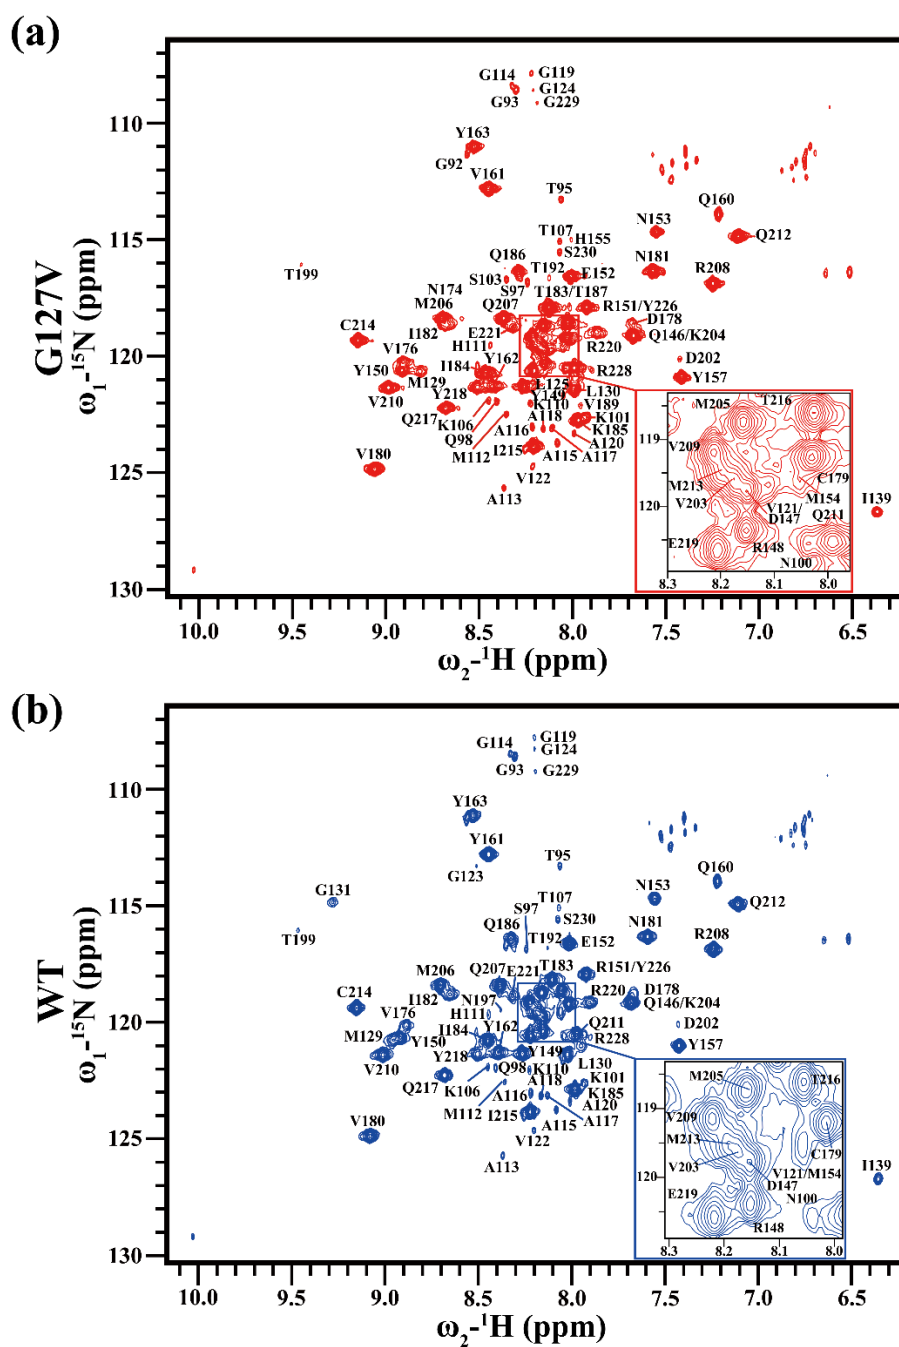 (a)
G127V
ω1-15N (ppm)
110
115
120
125
130
G114
G119
G124
G93
G229
Y163
G92
V161
T95
Q160
T107
N153
H155
S230
Q212
T199
Q186
T192
E152
N181
S103
S97
R208
N174
T183/T187
M206
Q207
R151/Y226
C214
I182
E221
D178
V176
H111
R220
Q146/K204
Y162
D202
Y150
I184
R228
Y157
M129
L125
Y218
Y149
L130
V210
K110
V189
K101
Q217
K106
A118
K185
Q98
A116
A120
M112
I215
A117
A115
V180
V122
A113
I139
M205
T216
119
V209
M213
C179
M154
V203
120
V121/
D147
Q211
E219
R148
N100
8.3
8.2
8.1
8.0
10.0
9.5
9.0
8.5
8.0
7.5
7.0
6.5
ω2-1H (ppm)
(b)
WT
ω1-15N (ppm)
110
115
120
125
130
G114
G119
G124
G93
G229
Y163
Y161
G123
T95
Q160
G131
T107
N153
S97
S230
Q212
T199
Q186
T192
E152
N181
R208
M206
Q207
T183
E221
R151/Y226
C214
I182
N197
R220
D178
V176
H111
Q146/K204
M129
I184
Y162
Q211
D202
Y150
R228
Y157
V210
Y218
Y149
Q98
K110
L130
K101
Q217
K106
A118
K185
A116
A120
M112
I215
A117
A115
V180
V122
A113
I139
M205
T216
119
V209
M213
C179
V203
V121/M154
120
D147
E219
N100
R148
8.3
8.2
8.1
8.0
10.0
9.5
9.0
8.5
8.0
7.5
7.0
6.5
ω2-1H (ppm)